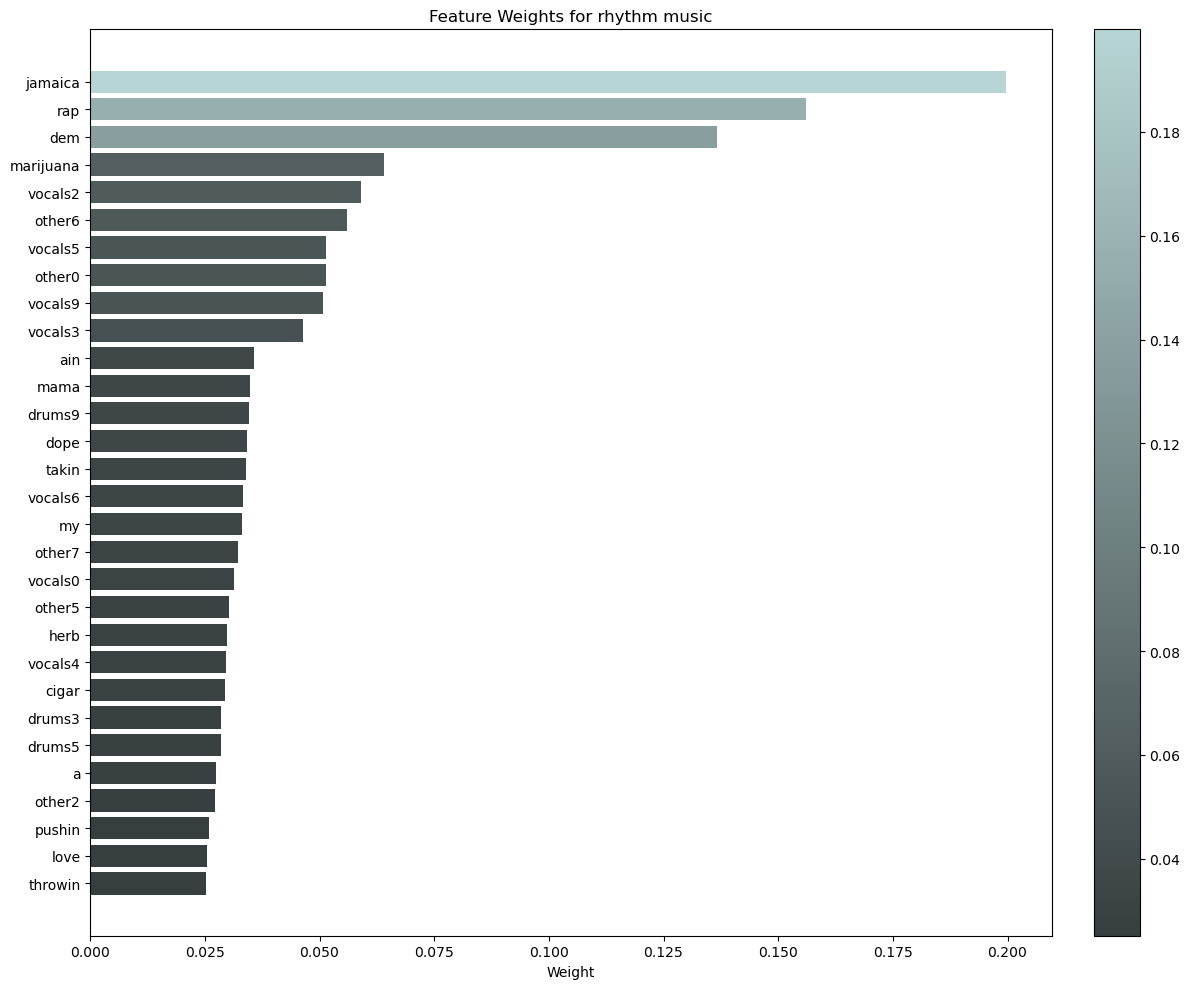 Feature Weights for rhythm music
jamaica
rap
dem
marijuana
vocals2
other6
vocals5
other0
vocals9
vocals3
ain
mama
drums9
dope
takin
vocals6
my
other7
vocals0
other5
herb
vocals4
cigar
drums3
drums5
a
other2
pushin
love
throwin
0.000 0.025 0.050 0.075 0.100 0.125 0.150 0.175 0.200
Weight
0.18
0.16
0.14
0.12
0.10
0.08
0.06
0.04